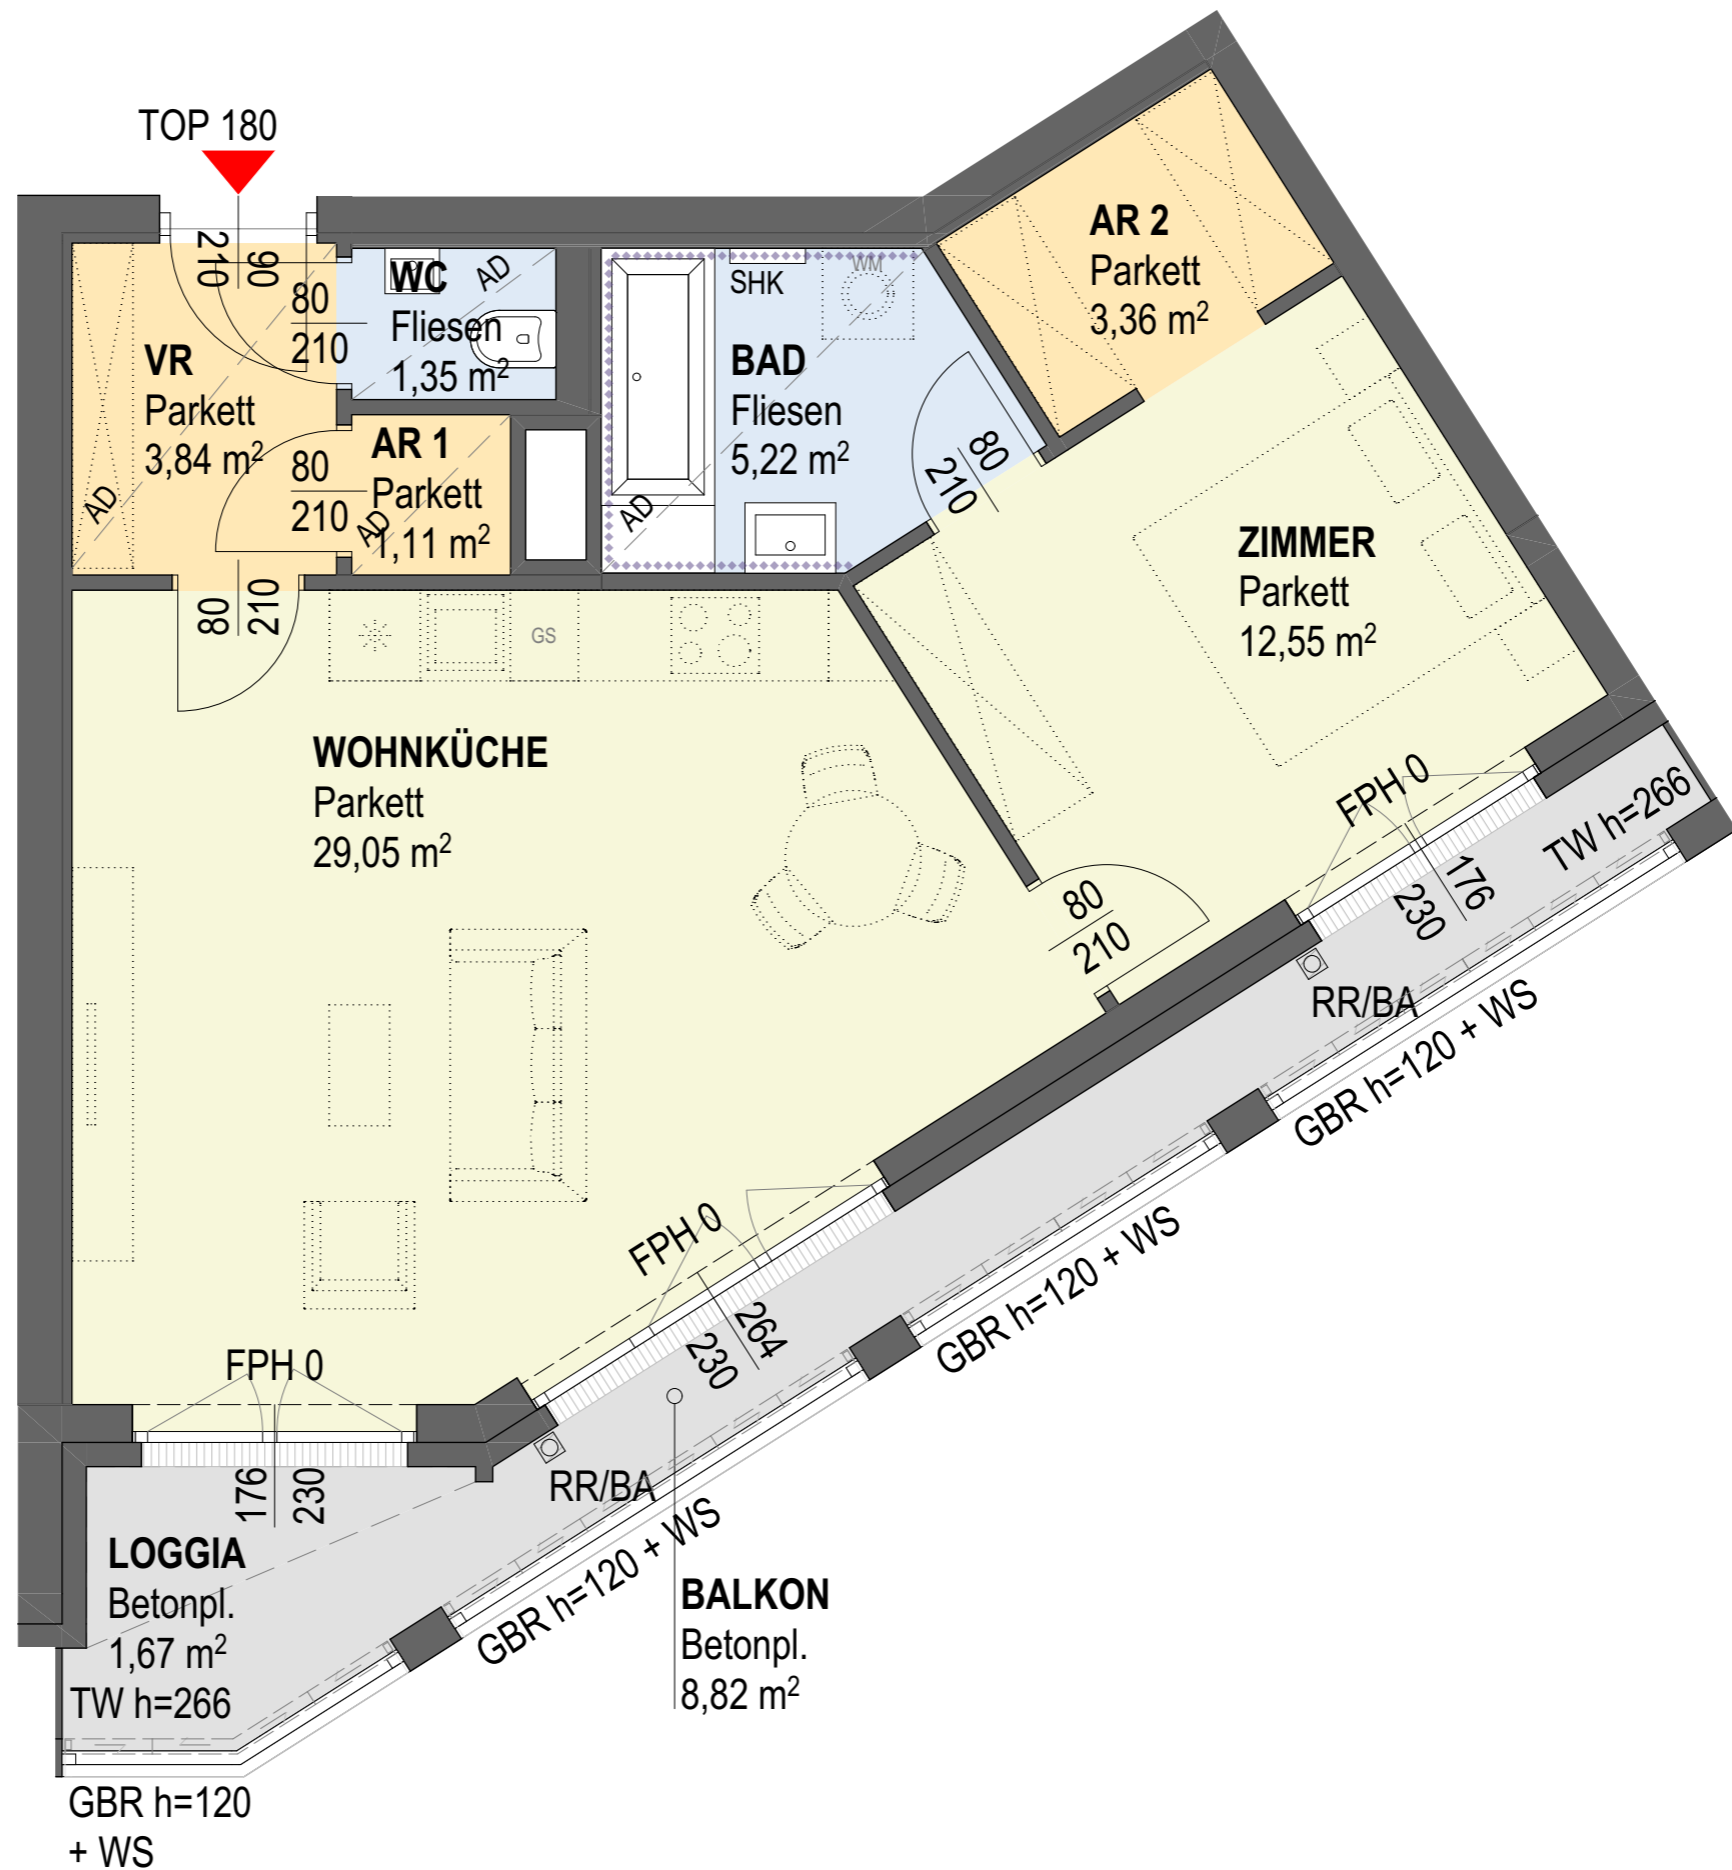 TOP 180
90
210
VR
Parkett
3,84 m²
AD
80
210
WC
Fliesen
1,35 m²
AD
80
210
AR 1
Parkett
1,11 m²
AD
80
210
SHK
WM
BAD
Fliesen
5,22 m²
AD
80
210
AR 2
Parkett
3,36 m²
ZIMMER
Parkett
12,55 m²
GS
WOHNKÜCHE
Parkett
29,05 m²
80
210
FPH 0
176
230
TW h=266
RR/BA
GBR h=120 + WS
FPH 0
264
230
GBR h=120 + WS
FPH 0
176
230
RR/BA
GBR h=120 + WS
LOGGIA
Betonpl.
1,67 m²
TW h=266
BALKON
Betonpl.
8,82 m²
GBR h=120
+ WS